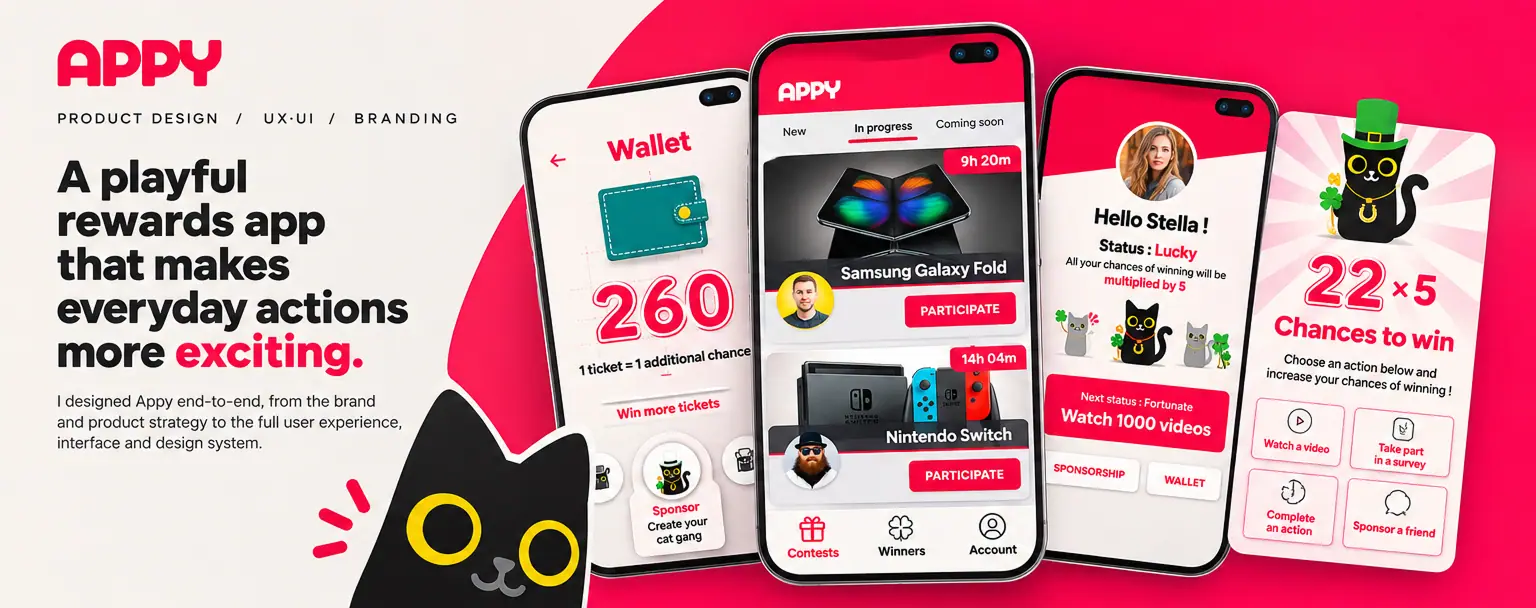 APPY
PRODUCT DESIGN / UX·UI / BRANDING
A playful
rewards app
that makes
everyday actions
more exciting.
I designed Appy end-to-end, from the brand
and product strategy to the full user experience,
interface and design system.
Wallet
260
1 ticket = 1 additional chance
Win more tickets
Sponsor
Create your
cat gang
APPY
New
In progress
Coming soon
9h 20m
Samsung Galaxy Fold
PARTICIPATE
14h 04m
Nintendo Switch
PARTICIPATE
Contests
Winners
Account
Hello Stella !
Status : Lucky
All your chances of winning will be
multiplied by 5
Next status : Fortunate
Watch 1000 videos
SPONSORSHIP
WALLET
22 × 5
Chances to win
Choose an action below and
increase your chances of winning !
Watch a video
Take part
in a survey
Complete
an action
Sponsor a friend